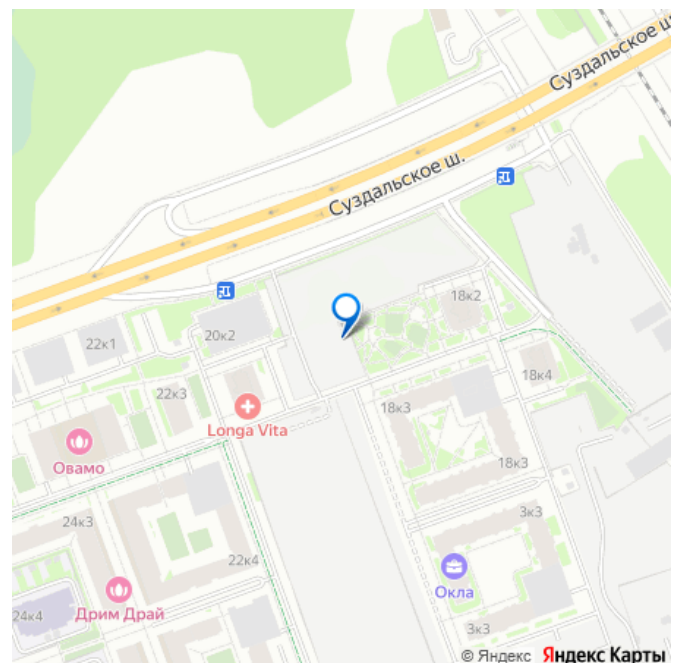 Суздальское ш
Суздальское ш.
18к2
22к1
20к2
22к3
18к4
Longa Vita
18к3
Овамо
18к3
24к3
3к3
22к4
Окла
24к4
Дрим Драй
3к3
© Яндекс Яндекс Карты